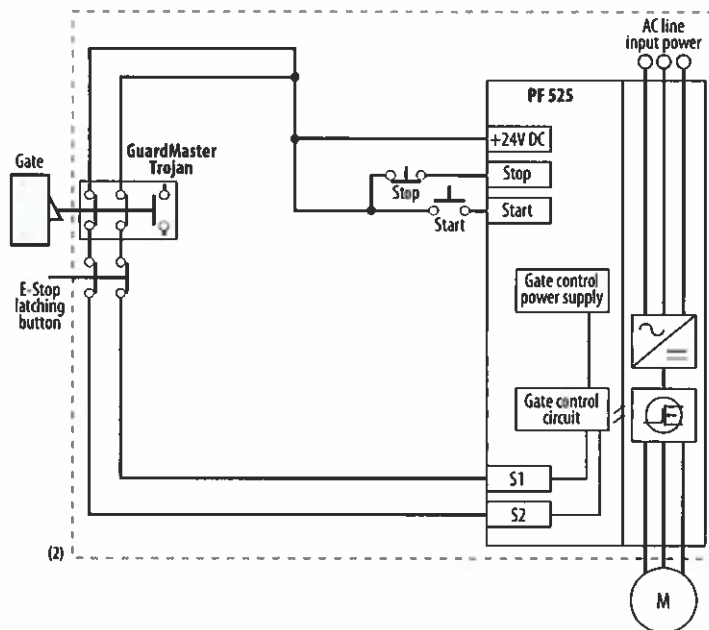 AC line
input power
PF 525
+24V DC
Stop
Start
Stop
Start
Gate
GuardMaster
Trojan
E-Stop
latching
button
Gate control
power supply
Gate control
circuit
S1
S2
(2)
M